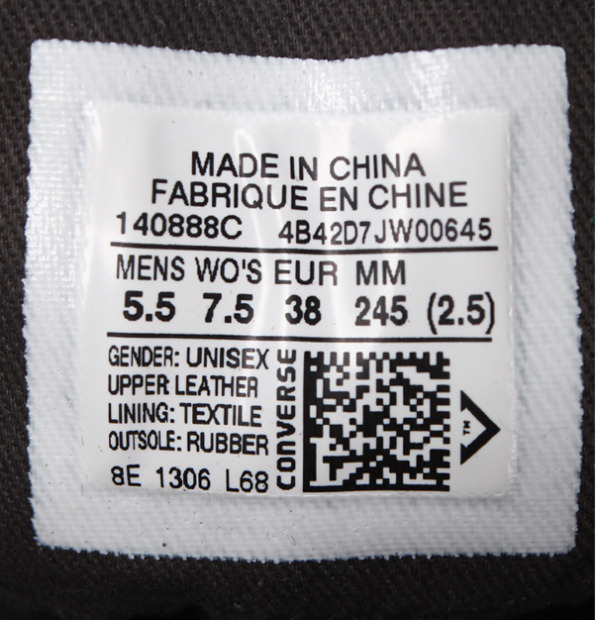 MADE IN CHINA
FABRIQUE EN CHINE
140888C 4B42D7JW00645
MENS WO'S EUR MM
5.5 7.5 38 245 (2.5)
GENDER: UNISEX
UPPER LEATHER
LINING: TEXTILE
OUTSOLE: RUBBER
8E 1306 L68
CONVERSE
TM